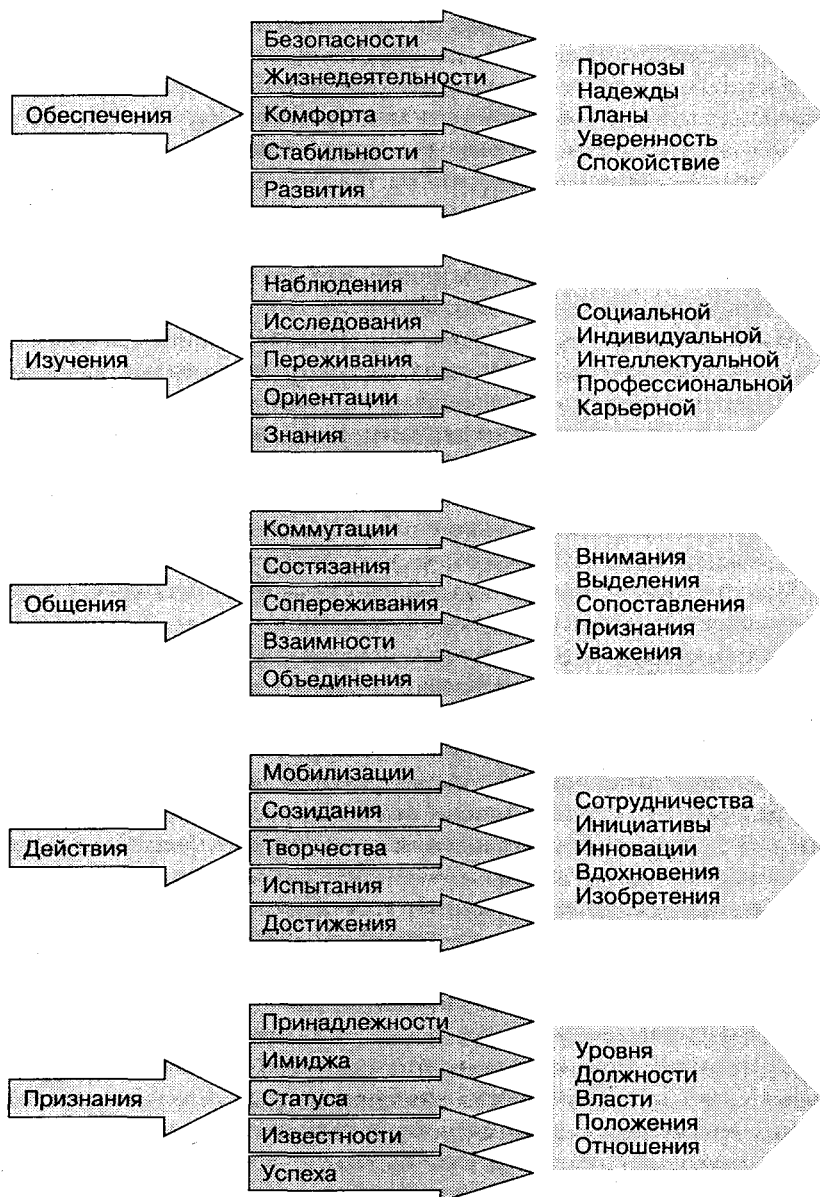 Обеспечения
Безопасности
Жизнедеятельности
Комфорта
Стабильности
Развития
Прогнозы
Надежды
Планы
Уверенность
Спокойствие
Изучения
Наблюдения
Исследования
Переживания
Ориентации
Знания
Социальной
Индивидуальной
Интеллектуальной
Профессиональной
Карьерной
Общения
Коммутации
Состязания
Сопереживания
Взаимности
Объединения
Внимания
Выделения
Сопоставления
Признания
Уважения
Действия
Мобилизации
Созидания
Творчества
Испытания
Достижения
Сотрудничества
Инициативы
Инновации
Вдохновения
Изобретения
Признания
Принадлежности
Имиджа
Статуса
Известности
Успеха
Уровня
Должности
Власти
Положения
Отношения